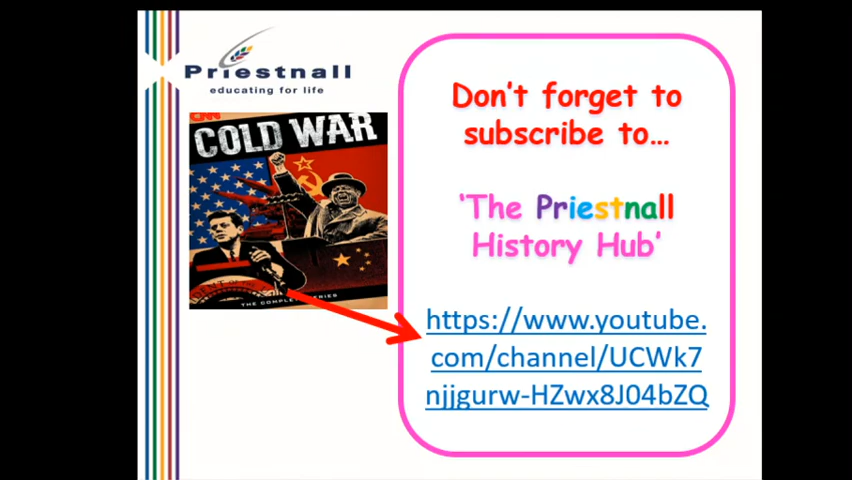 Priestnall
educating for life
CNN
COLD WAR
THE COMPLETE SERIES
Don't forget to
subscribe to…
'The Priestnall
History Hub'
https://www.youtube.
com/channel/UCWk7
njjgurw-HZwx8J04bZQ